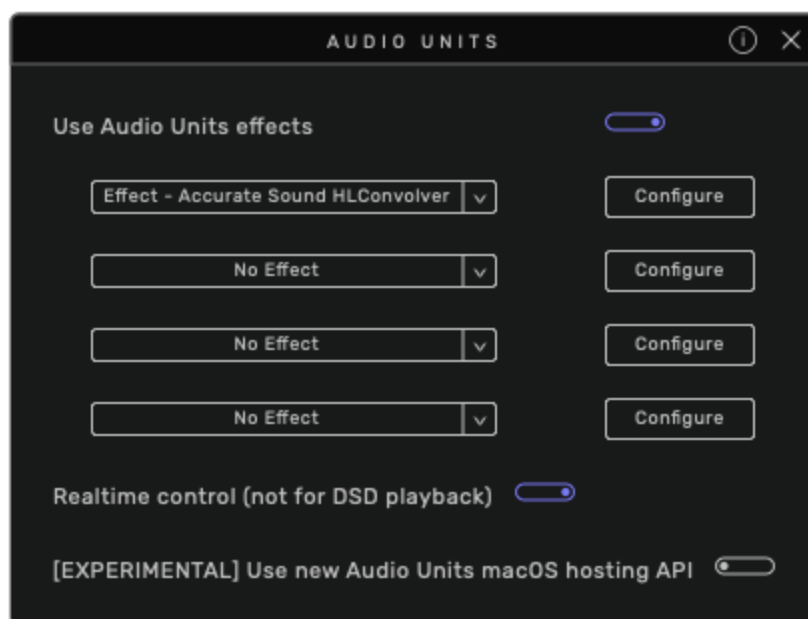 AUDIO UNITS
Use Audio Units effects
Effect - Accurate Sound HLConvolver
Configure
No Effect
Configure
No Effect
Configure
No Effect
Configure
Realtime control (not for DSD playback)
[EXPERIMENTAL] Use new Audio Units macOS hosting API